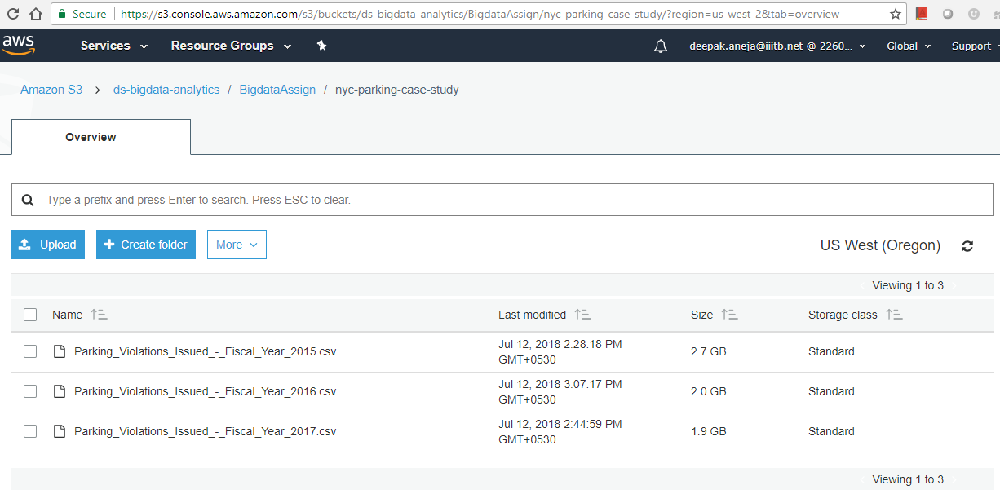 Secure https://s3.console.aws.amazon.com/s3/buckets/ds-bigdata-analytics/BigdataAssign/nyc-parking-case-study/?region=us-west-2&tab=overview
aws Services Resource Groups deepak.aneja@iiitb.net @ 2260... Global Support
Amazon S3 > ds-bigdata-analytics / BigdataAssign / nyc-parking-case-study
Overview
Type a prefix and press Enter to search. Press ESC to clear.
Upload + Create folder More US West (Oregon)
Viewing 1 to 3
Name Last modified Size Storage class
Parking_Violations_Issued_-_Fiscal_Year_2015.csv Jul 12, 2018 2:28:18 PM 2.7 GB Standard
GMT+0530
Parking_Violations_Issued_-_Fiscal_Year_2016.csv Jul 12, 2018 3:07:17 PM 2.0 GB Standard
GMT+0530
Parking_Violations_Issued_-_Fiscal_Year_2017.csv Jul 12, 2018 2:44:59 PM 1.9 GB Standard
GMT+0530
Viewing 1 to 3